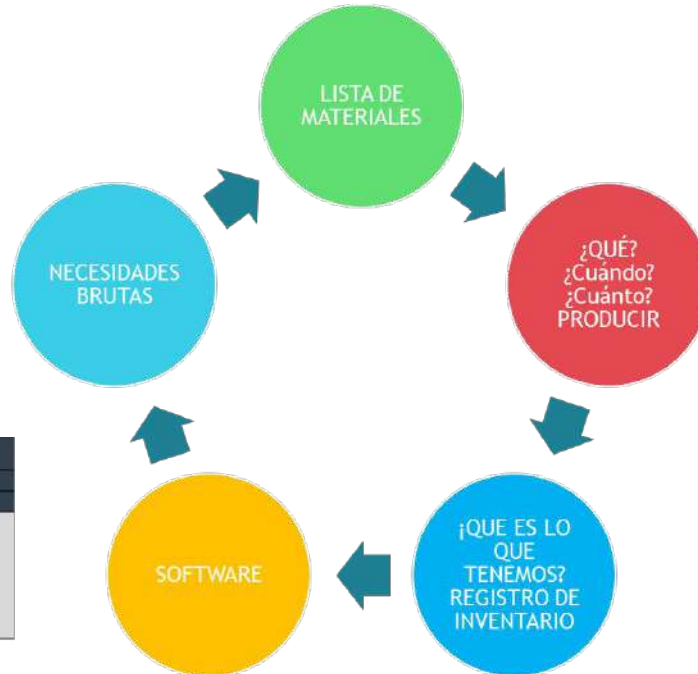 LISTA DE
MATERIALES
¿QUÉ?
¿Cuándo?
¿Cuánto?
PRODUCIR
¡QUE ES LO
QUE
TENEMOS?
REGISTRO DE
INVENTARIO
SOFTWARE
NECESIDADES
BRUTAS